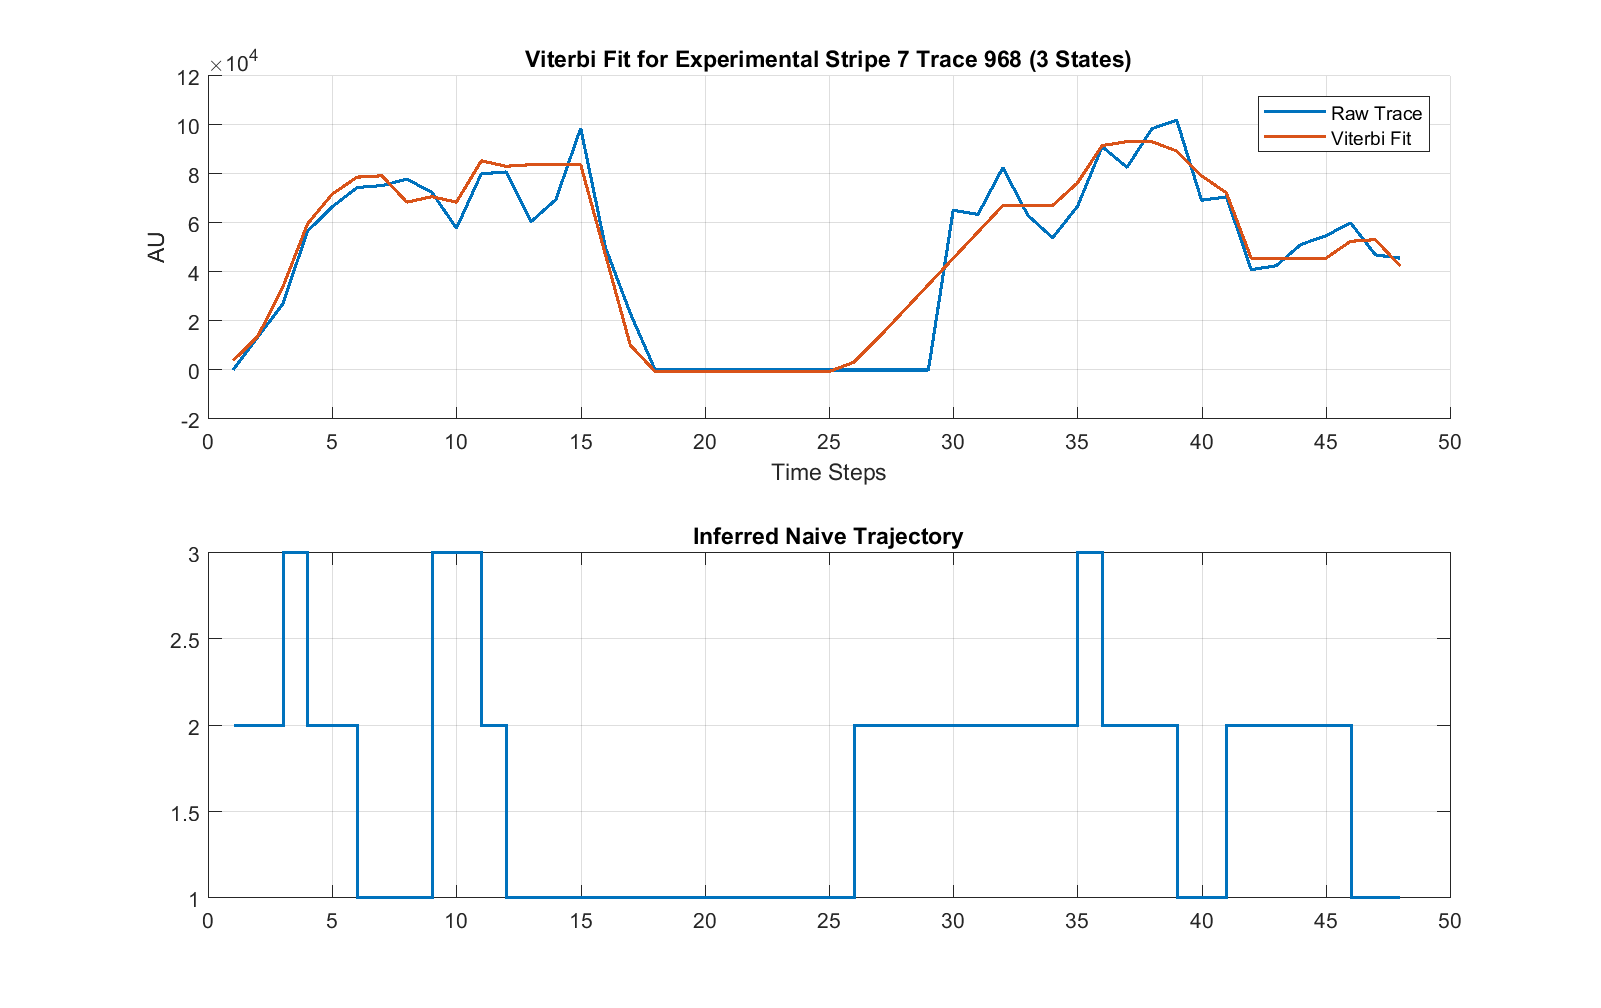 Viterbi Fit for Experimental Stripe 7 Trace 968 (3 States)
×10^4
12
10
8
6
4
2
0
-2
AU
Raw Trace
Viterbi Fit
0 5 10 15 20 25 30 35 40 45 50
Time Steps
Inferred Naive Trajectory
3
2.5
2
1.5
1
0 5 10 15 20 25 30 35 40 45 50